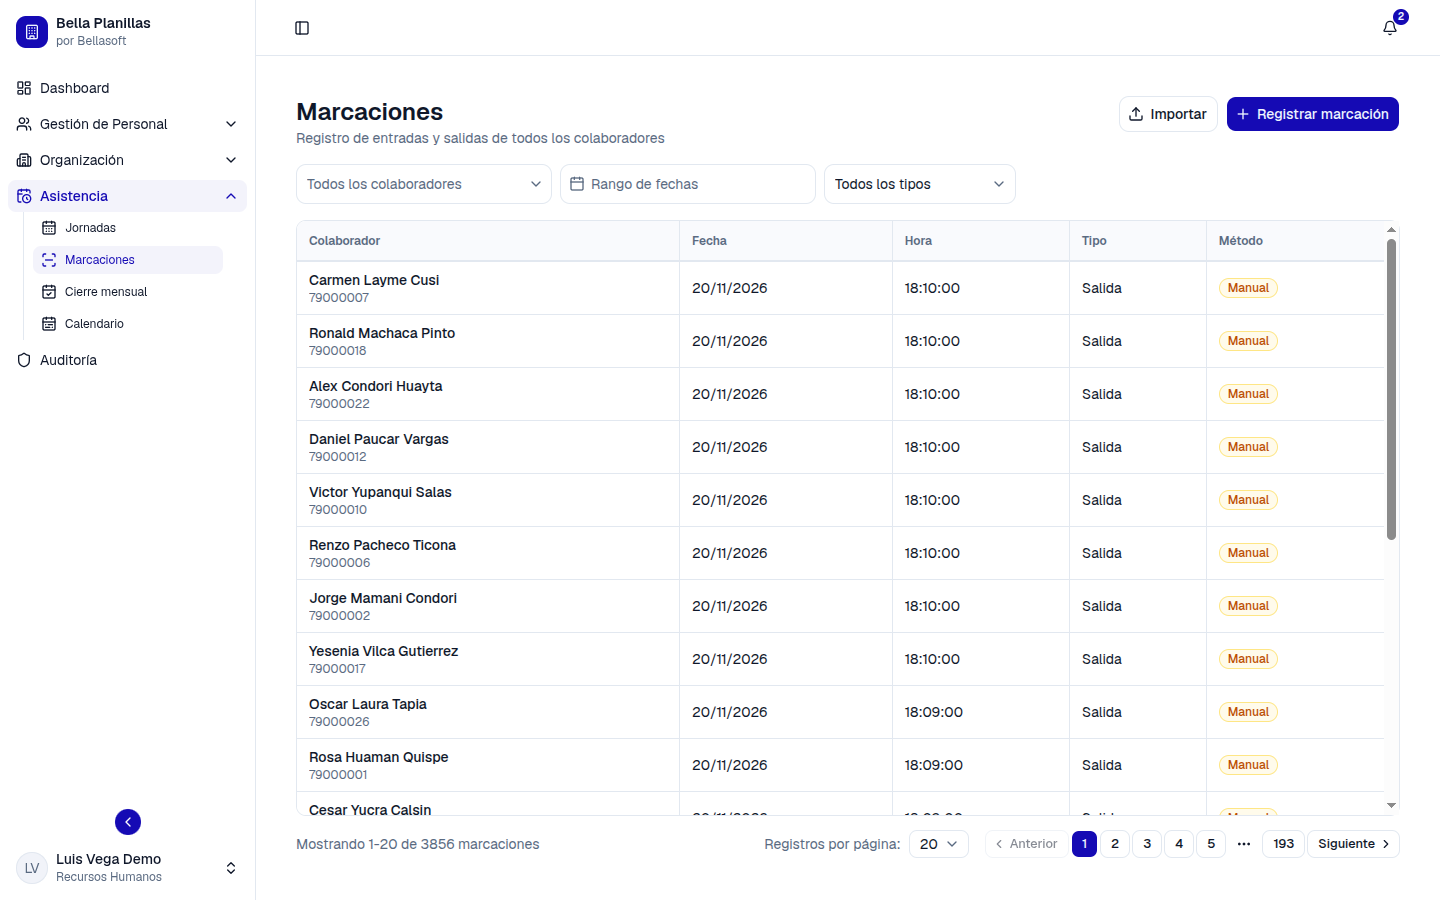 Bella Planillas
por Bellasoft
2
Dashboard
Gestión de Personal
Organización
Asistencia
Jornadas
Marcaciones
Cierre mensual
Calendario
Auditoría
LV
Luis Vega Demo
Recursos Humanos
Marcaciones
Registro de entradas y salidas de todos los colaboradores
Importar
Registrar marcación
Todos los colaboradores
Rango de fechas
Todos los tipos
Colaborador Fecha Hora Tipo Método
Carmen Layme Cusi
79000007
20/11/2026 18:10:00 Salida Manual
Ronald Machaca Pinto
79000018
20/11/2026 18:10:00 Salida Manual
Alex Condori Huayta
79000022
20/11/2026 18:10:00 Salida Manual
Daniel Paucar Vargas
79000012
20/11/2026 18:10:00 Salida Manual
Victor Yupanqui Salas
79000010
20/11/2026 18:10:00 Salida Manual
Renzo Pacheco Ticona
79000006
20/11/2026 18:10:00 Salida Manual
Jorge Mamani Condori
79000002
20/11/2026 18:10:00 Salida Manual
Yesenia Vilca Gutierrez
79000017
20/11/2026 18:10:00 Salida Manual
Oscar Laura Tapia
79000026
20/11/2026 18:09:00 Salida Manual
Rosa Huaman Quispe
79000001
20/11/2026 18:09:00 Salida Manual
Cesar Yucra Calsin
Mostrando 1-20 de 3856 marcaciones
Registros por página: 20
Anterior 1 2 3 4 5 ••• 193 Siguiente